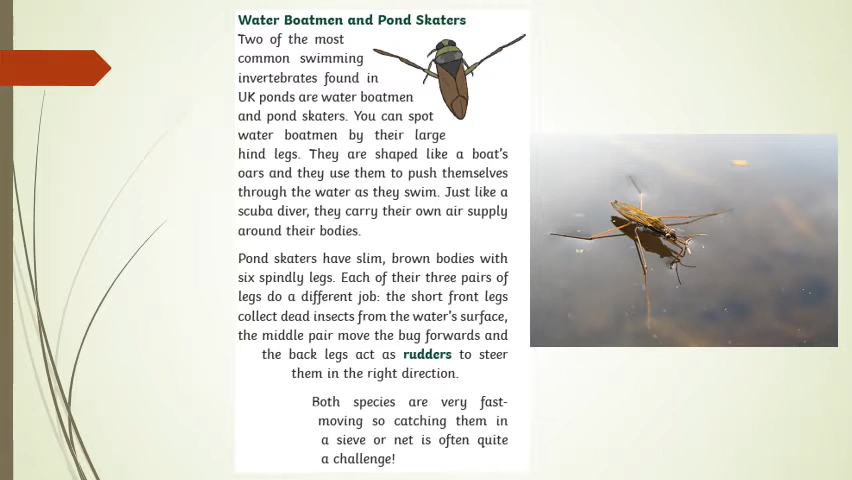 Water Boatmen and Pond Skaters
Two of the most
common swimming
invertebrates found in
UK ponds are water boatmen
and pond skaters. You can spot
water boatmen by their large
hind legs. They are shaped like a boat's
oars and they use them to push themselves
through the water as they swim. Just like a
scuba diver, they carry their own air supply
around their bodies.
Pond skaters have slim, brown bodies with
six spindly legs. Each of their three pairs of
legs do a different job: the short front legs
collect dead insects from the water's surface,
the middle pair move the bug forwards and
the back legs act as rudders to steer
them in the right direction.
Both species are very fast-
moving so catching them in
a sieve or net is often quite
a challenge!